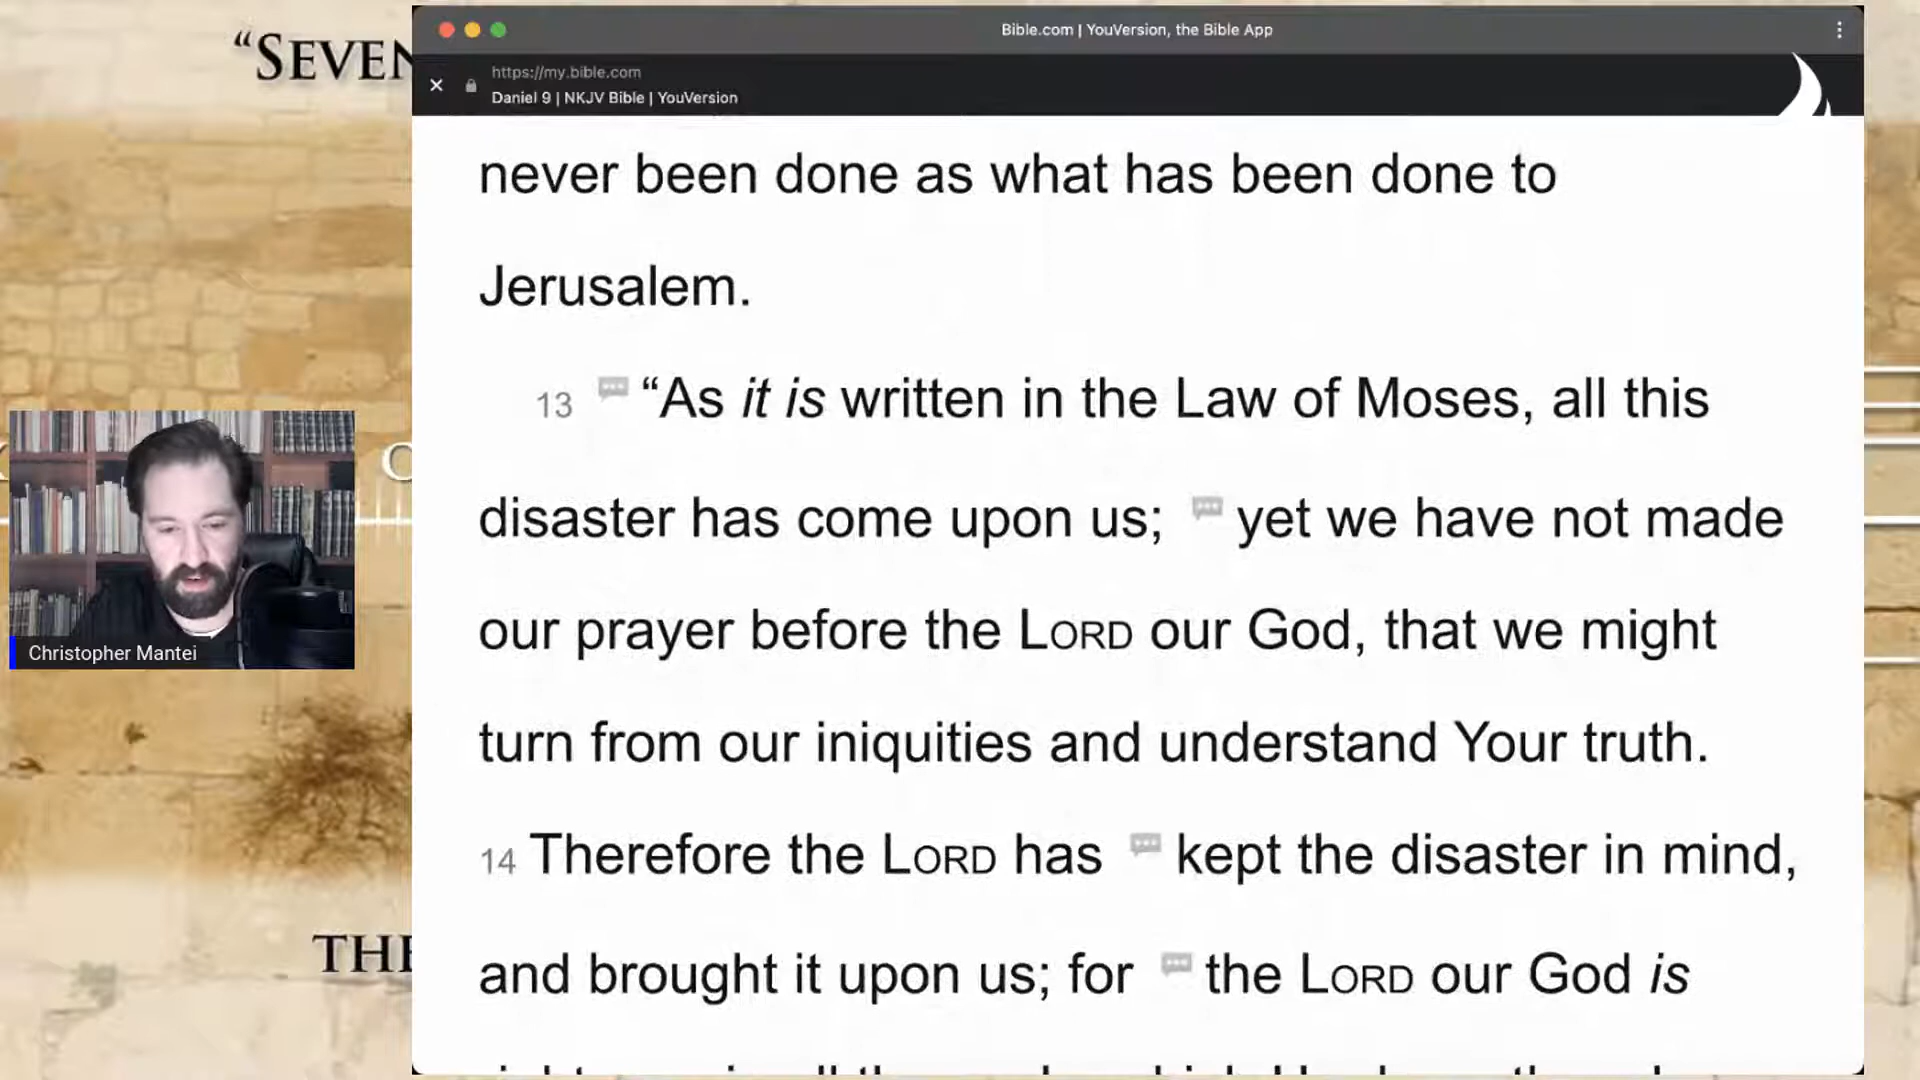 “SEVEN
Bible.com | YouVersion, the Bible App
https://my.bible.com
Daniel 9 | NKJV Bible | YouVersion
never been done as what has been done to
Jerusalem.
13 “As it is written in the Law of Moses, all this
disaster has come upon us; yet we have not made
our prayer before the LORD our God, that we might
turn from our iniquities and understand Your truth.
14 Therefore the LORD has kept the disaster in mind,
and brought it upon us; for the LORD our God is
Christopher Mantei
THE